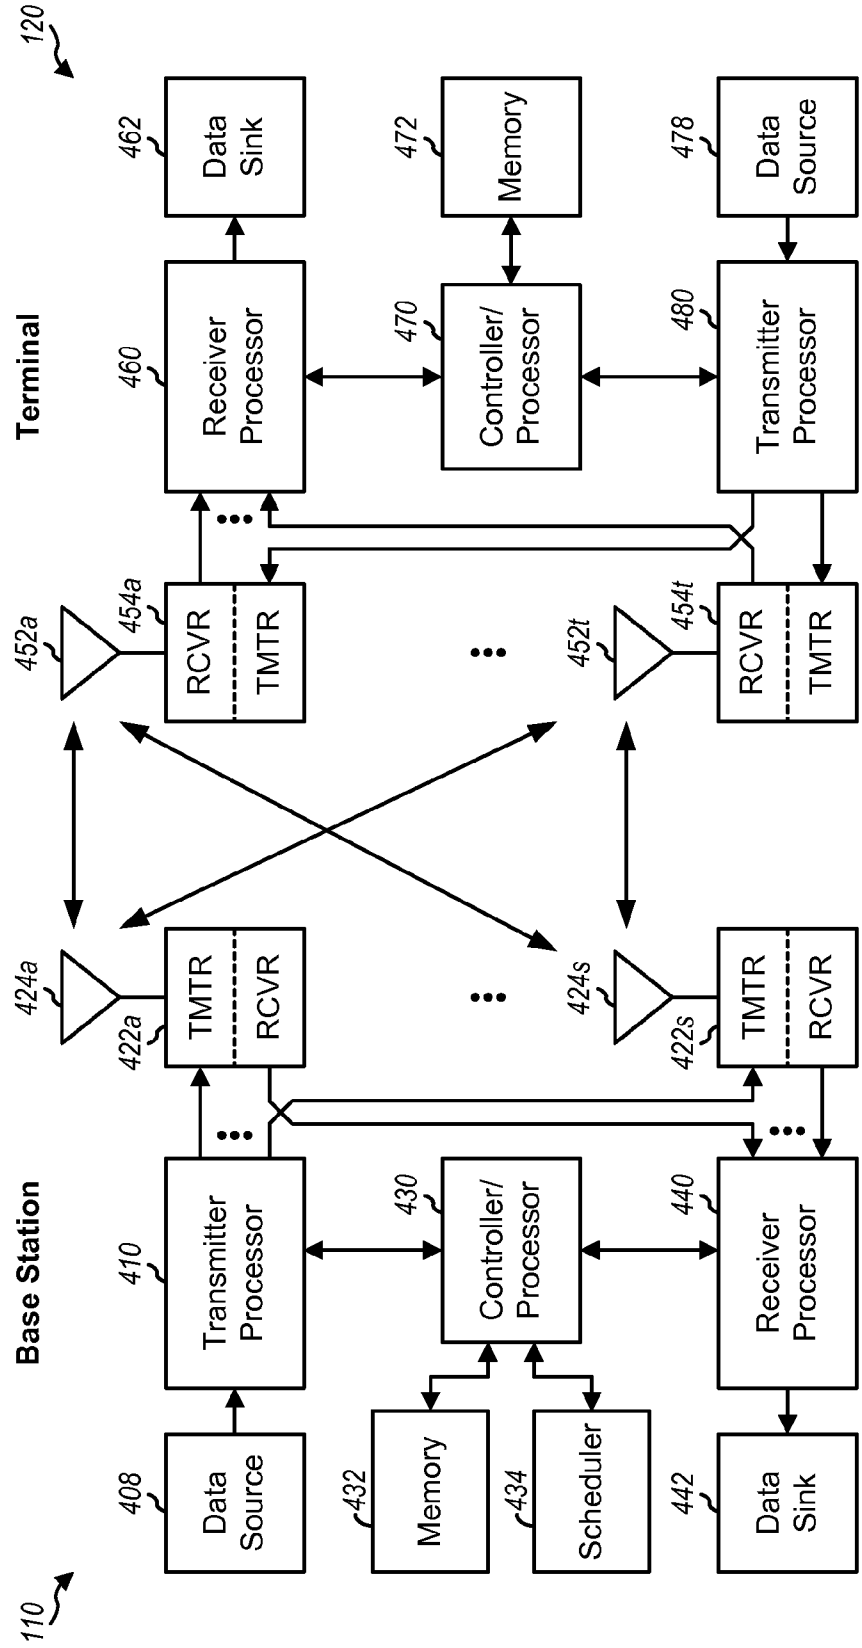 Base Station
Terminal
110
120
424a
452a
408
410
422a
454a
460
462
Data
Source
Transmitter
Processor
TMTR
RCVR
RCVR
TMTR
Receiver
Processor
Data
Sink
432
Memory
434
Scheduler
430
Controller/
Processor
470
Controller/
Processor
472
Memory
424s
452t
442
440
422s
454t
480
478
Data
Sink
Receiver
Processor
TMTR
RCVR
RCVR
TMTR
Transmitter
Processor
Data
Source